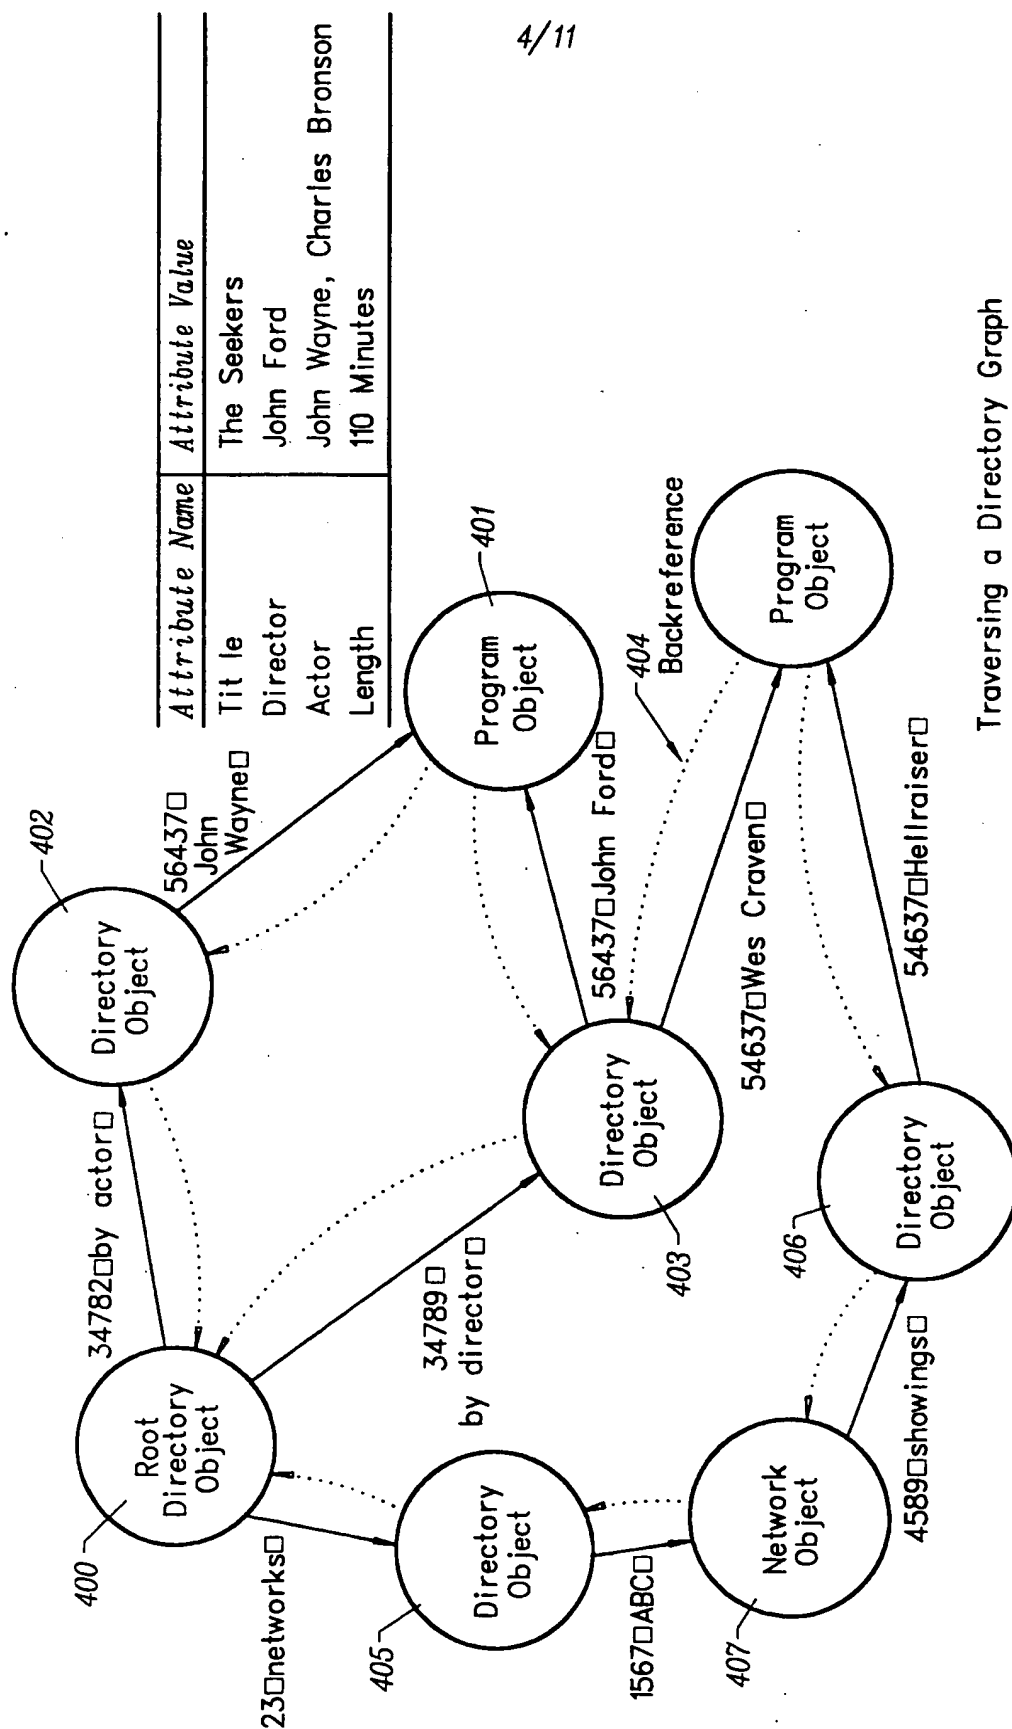 4/11
Attribute Name Attribute Value
Tit le The Seekers
Director John Ford
Actor John Wayne, Charles Bronson
Length 110 Minutes
402
Directory
Object
56437□
John
Wayne□
34782□by actor□
400
Root
Directory
Object
401
Program
Object
34789□
by director□
56437□John Ford□
404
Backreference
23□networks□
403
Directory
Object
405
Directory
Object
54637□Wes Craven□
Program
Object
1567□ABC□
406
Directory
Object
54637□Hellraiser□
407
Network
Object
4589□showings□
Traversing a Directory Graph